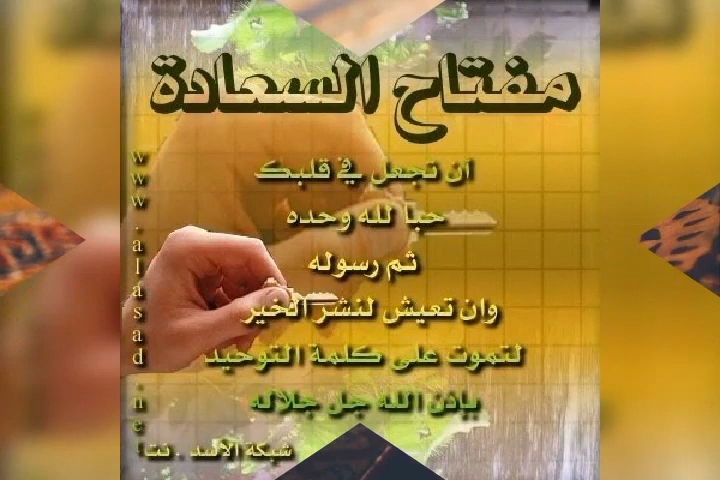 مفتاح السعادة
أن تجعل في قلبك
حبا لله وحده
ثم رسوله
وان تعيش لنشر الخير
لتموت على كلمة التوحيد
بإذن الله جل جلاله
شبكة الأسد . نت
www.alasad.net